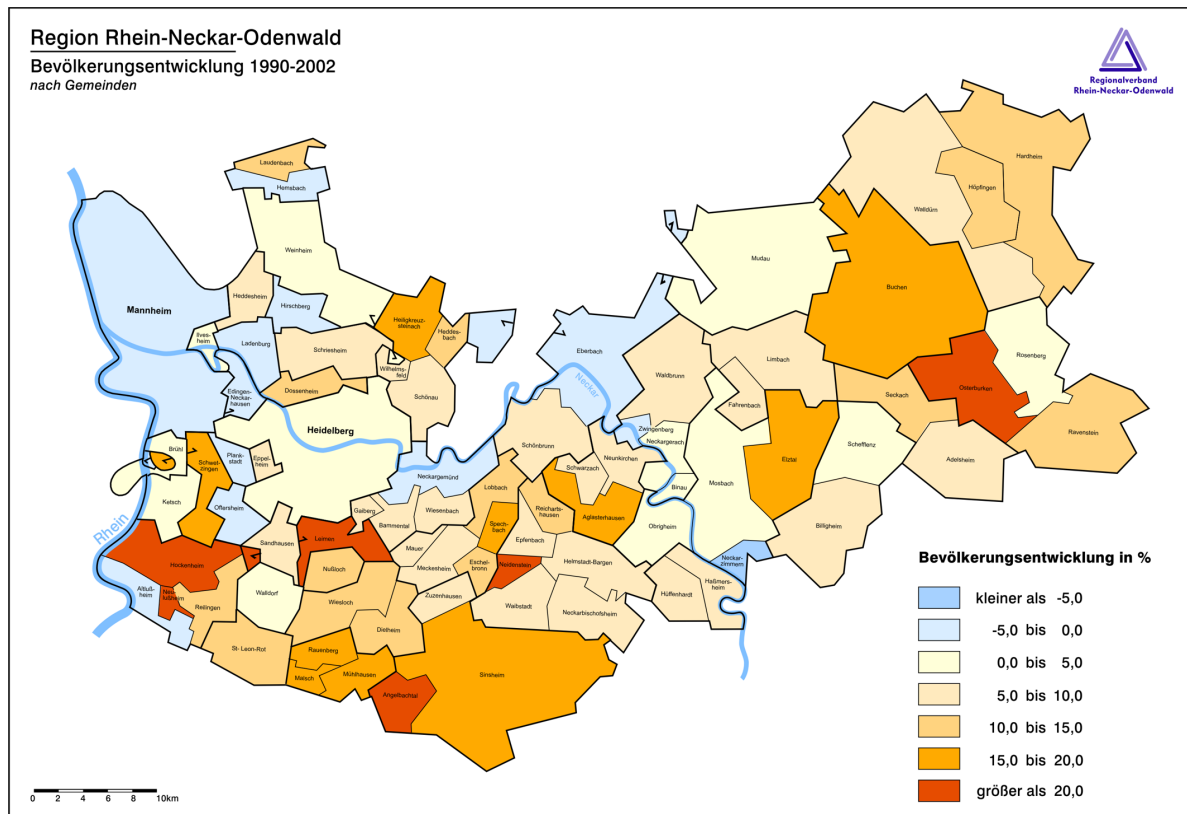 Region Rhein-Neckar-Odenwald
Bevölkerungsentwicklung 1990-2002
nach Gemeinden
Regionalverband
Rhein-Neckar-Odenwald
Laudenbach
Hemsbach
Weinheim
Hardheim
Höpfingen
Walldürn
Mudau
Buchen
Mannheim
Heddesheim
Hirschberg
Heiligkreuz-
steinach
Heddes-
bach
Ilves-
heim
Ladenburg
Schriesheim
Wilhelms-
feld
Schönau
Eberbach
Neckar
Waldbrunn
Limbach
Rosenberg
Osterburken
Edingen-
Neckar-
hausen
Dossenheim
Fahrenbach
Seckach
Ravenstein
Heidelberg
Zwingenberg
Neckargerach
Schefflenz
Adelsheim
Brühl
Schwet-
zingen
Plank-
stadt
Eppel-
heim
Schönbrunn
Neunkirchen
Schwarzach
Elztal
Neckargemünd
Binau
Mosbach
Ketsch
Oftersheim
Lobbach
Reicharts-
hausen
Aglasterhausen
Gaiberg
Bammental
Wiesenbach
Spech-
bach
Obrigheim
Billigheim
Rhein
Sandhausen
Leimen
Mauer
Epfenbach
Hockenheim
Nußloch
Meckesheim
Eschel-
bronn
Neidenstein
Helmstadt-Bargen
Neckar-
zimmern
Altluß-
heim
Neu-
lußheim
Reilingen
Walldorf
Wiesloch
Zuzenhausen
Waibstadt
Neckarbischofsheim
Hüffenhardt
Haßmers-
heim
St- Leon-Rot
Dielheim
Rauenberg
Malsch
Mühlhausen
Sinsheim
Angelbachtal
Bevölkerungsentwicklung in %
kleiner als -5,0
-5,0 bis 0,0
0,0 bis 5,0
5,0 bis 10,0
10,0 bis 15,0
15,0 bis 20,0
größer als 20,0
0 2 4 6 8 10km